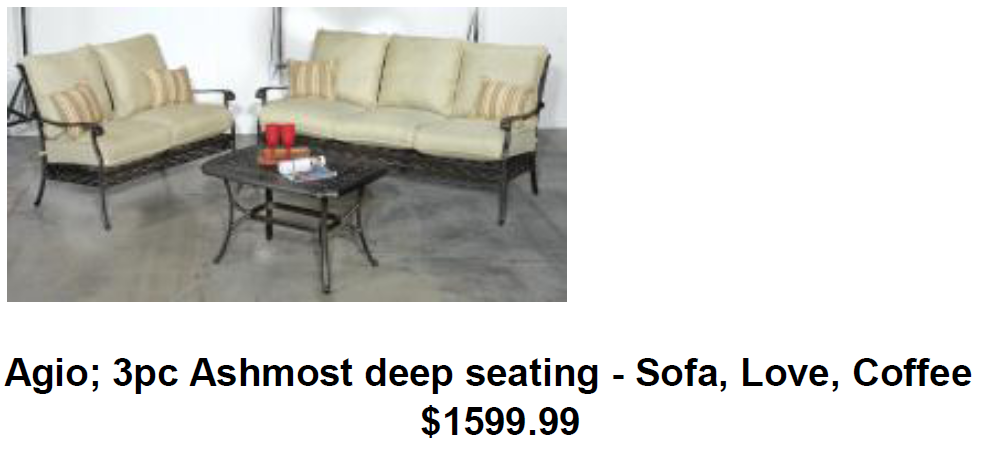 Agio; 3pc Ashmost deep seating - Sofa, Love, Coffee
$1599.99